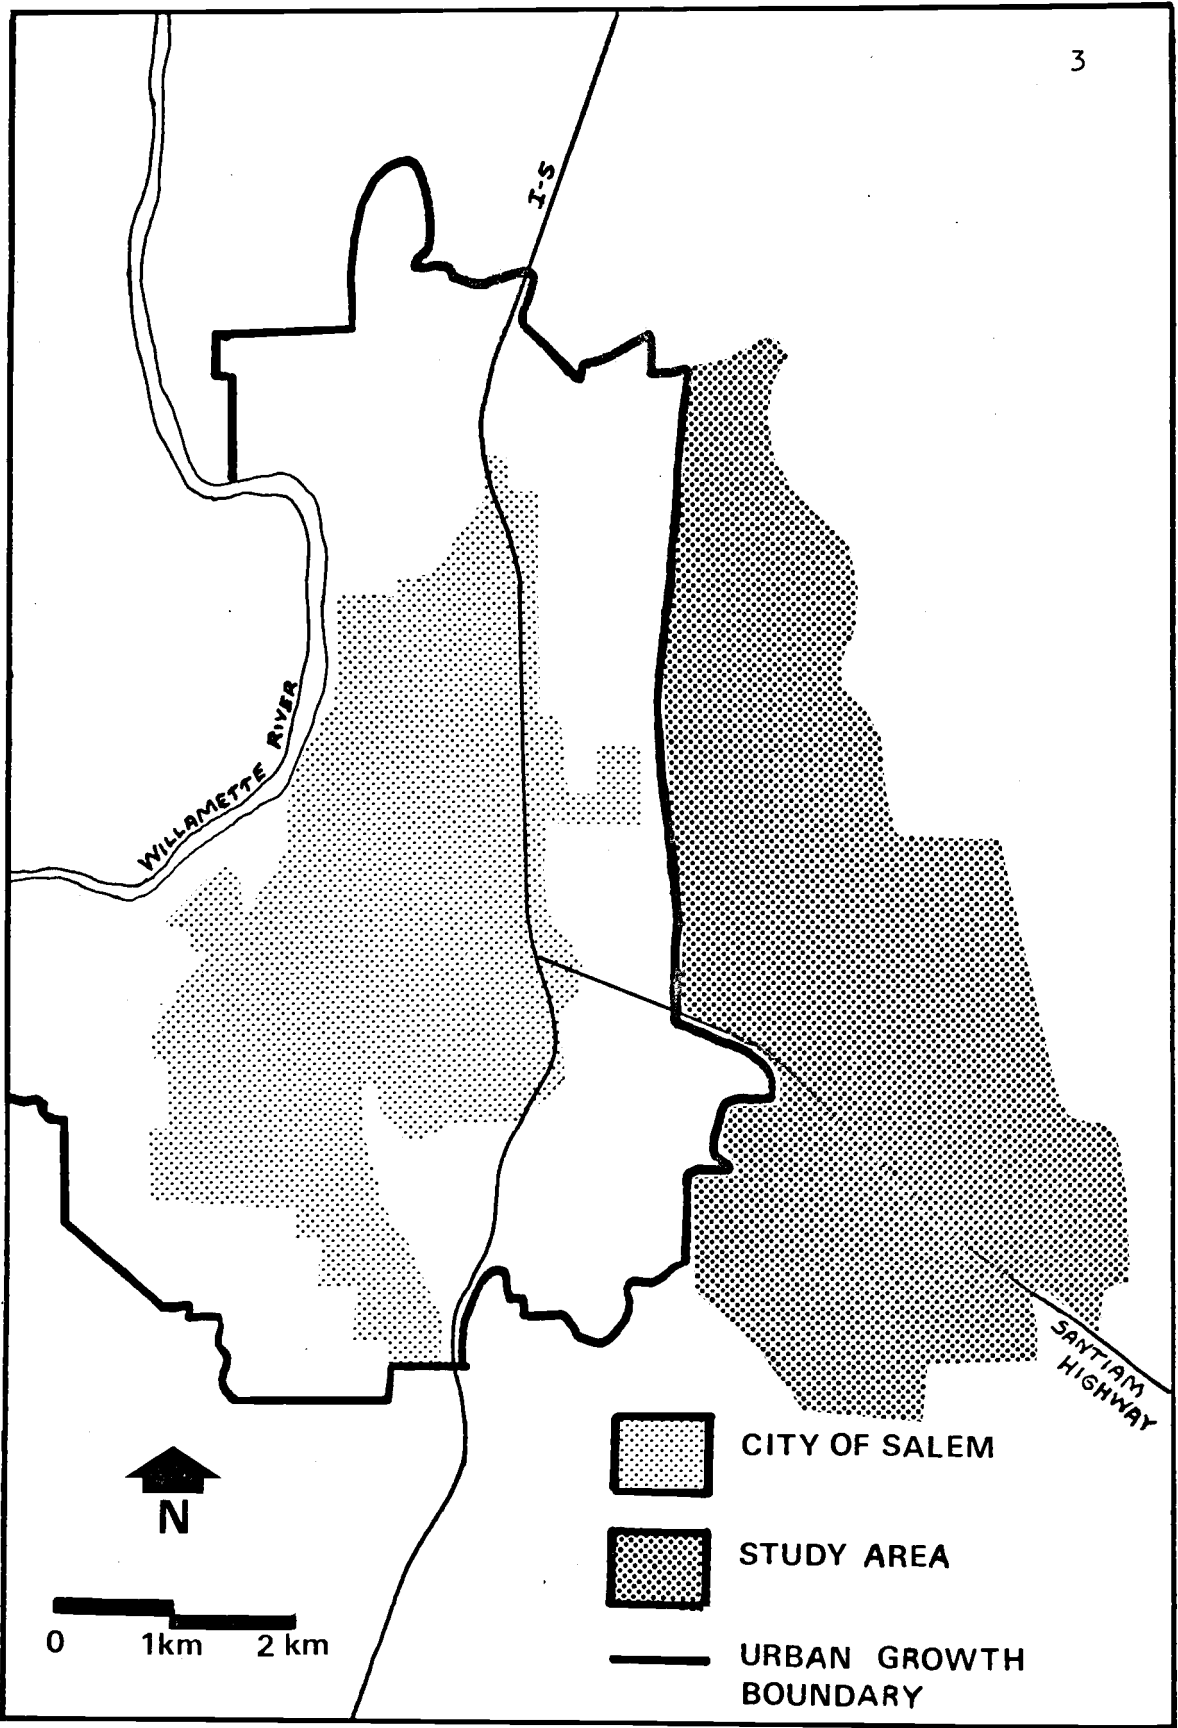 3
I-5
WILLAMETTE RIVER
SANTIAM
HIGHWAY
CITY OF SALEM
N
STUDY AREA
0 1km 2 km
URBAN GROWTH
BOUNDARY